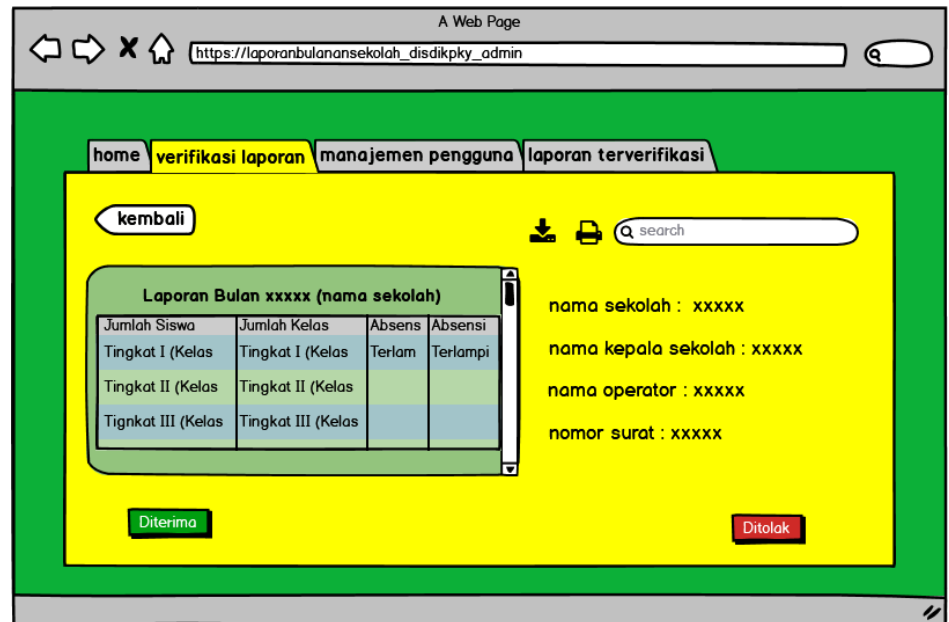 A Web Page
https://laporanbulanansekolah_disdikpky_admin
home verifikasi laporan manajemen pengguna laporan terverifikasi
kembali
search
Laporan Bulan xxxxx (nama sekolah)
Jumlah Siswa Jumlah Kelas Absens Absensi
Tingkat I (Kelas Tingkat I (Kelas Terlam Terlampi
Tingkat II (Kelas Tingkat II (Kelas
Tignkat III (Kelas Tingkat III (Kelas
nama sekolah : xxxxx
nama kepala sekolah : xxxxx
nama operator : xxxxx
nomor surat : xxxxx
Diterima
Ditolak